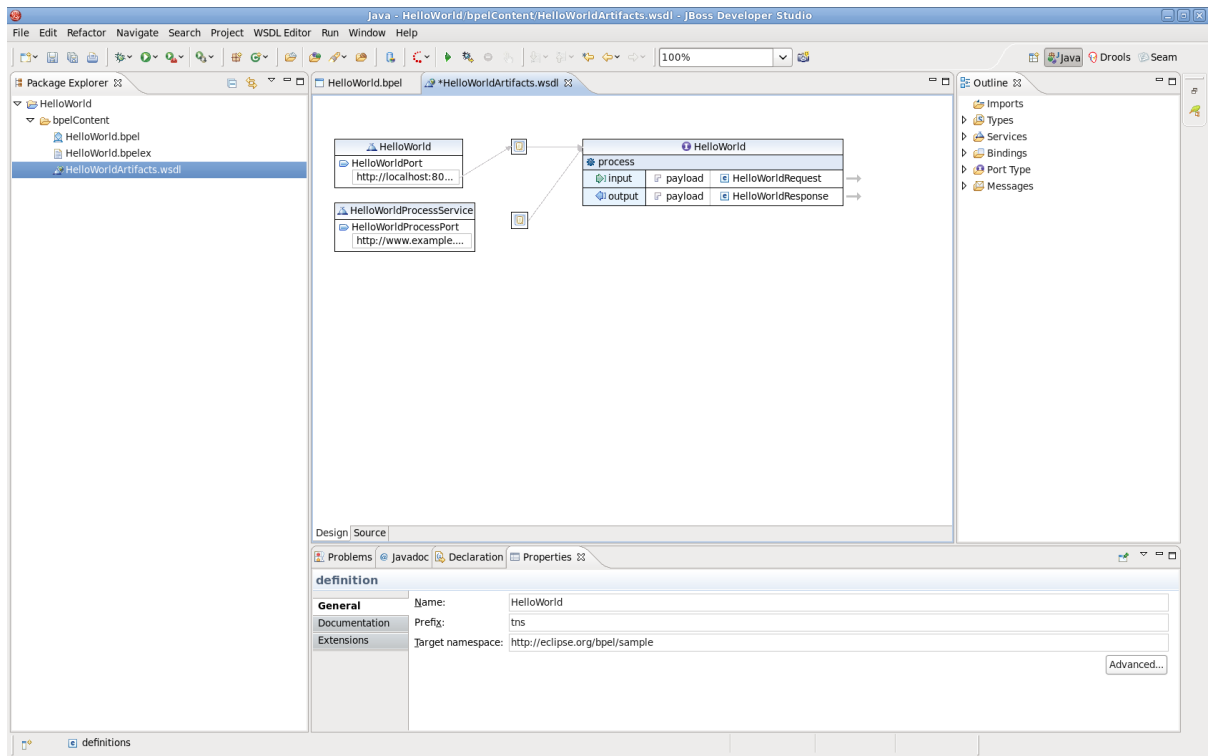 Java - HelloWorld/bpelContent/HelloWorldArtifacts.wsdl - JBoss Developer Studio
File Edit Refactor Navigate Search Project WSDL Editor Run Window Help
100%
Java Drools Seam
Package Explorer
HelloWorld
bpelContent
HelloWorld.bpel
HelloWorld.bpelex
HelloWorldArtifacts.wsdl
HelloWorld.bpel *HelloWorldArtifacts.wsdl
HelloWorld
HelloWorldPort
http://localhost:80...
HelloWorldProcessService
HelloWorldProcessPort
http://www.example....
HelloWorld
process
input payload HelloWorldRequest
output payload HelloWorldResponse
Design Source
Outline
Imports
Types
Services
Bindings
Port Type
Messages
Problems Javadoc Declaration Properties
definition
General
Documentation
Extensions
Name: HelloWorld
Prefix: tns
Target namespace: http://eclipse.org/bpel/sample
Advanced...
definitions